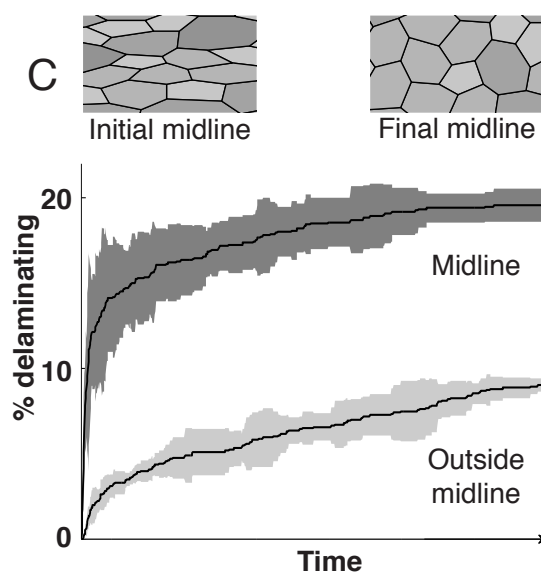 C
Initial midline
Final midline
% delaminating
20
10
0
Midline
Outside
midline
Time